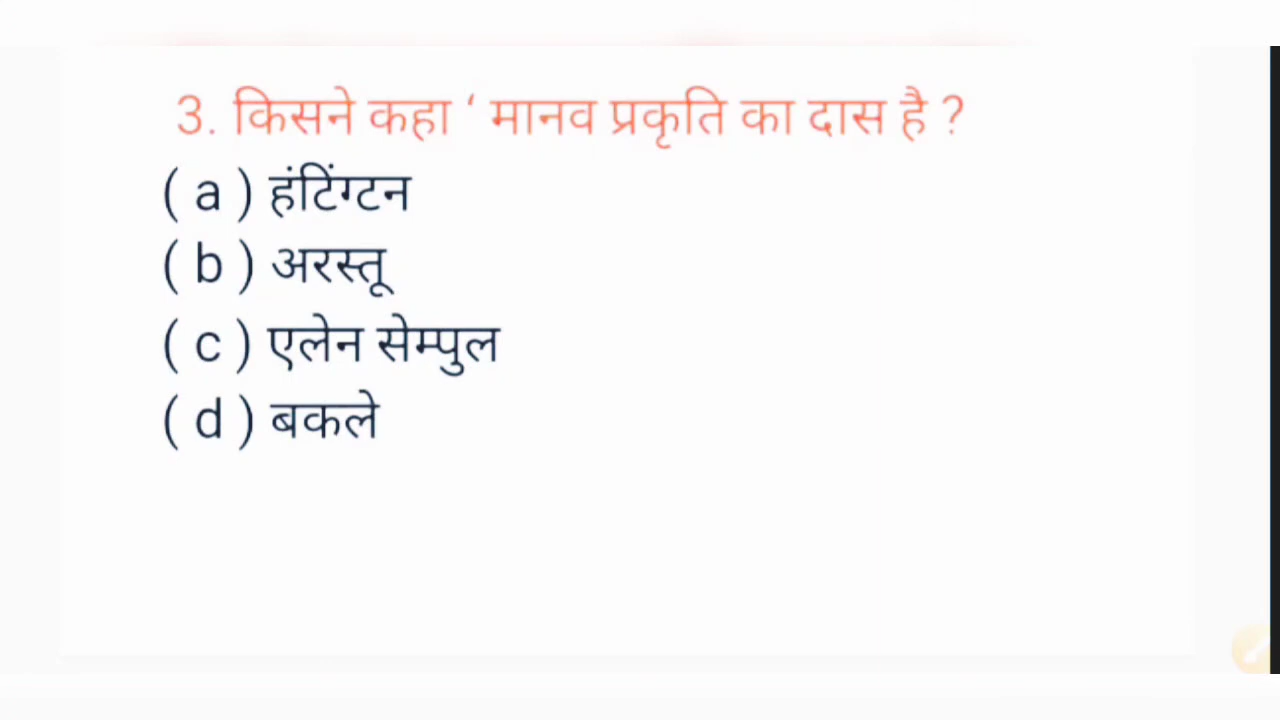 3. किसने कहा ‘ मानव प्रकृति का दास है ?
( a ) हंटिंग्टन
( b ) अरस्तू
( c ) एलेन सेम्पुल
( d ) बकले